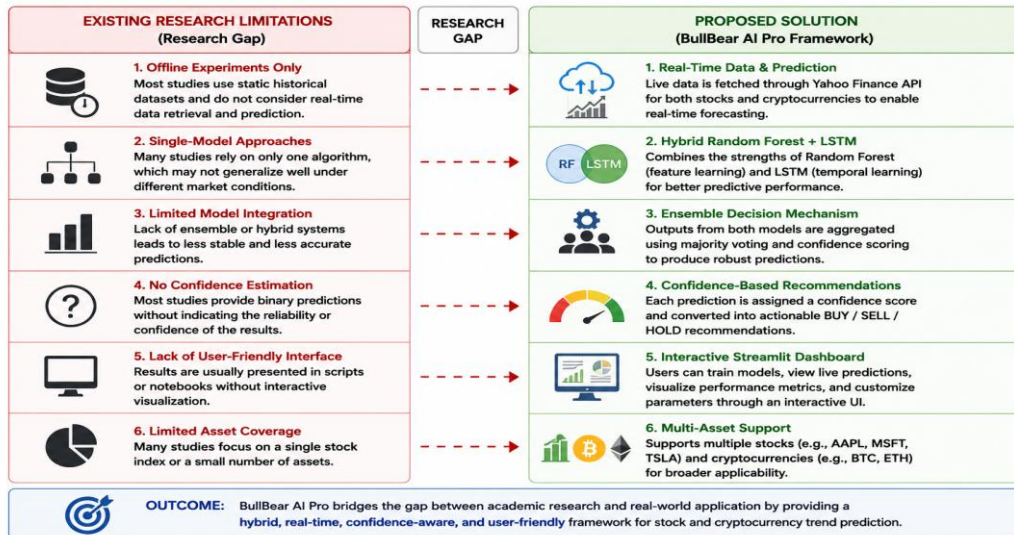 EXISTING RESEARCH LIMITATIONS
(Research Gap)
RESEARCH
GAP
PROPOSED SOLUTION
(BullBear AI Pro Framework)
1. Offline Experiments Only
Most studies use static historical
datasets and do not consider real-time
data retrieval and prediction.
1. Real-Time Data & Prediction
Live data is fetched through Yahoo Finance API
for both stocks and cryptocurrencies to enable
real-time forecasting.
2. Single-Model Approaches
Many studies rely on only one algorithm,
which may not generalize well under
different market conditions.
RF
LSTM
2. Hybrid Random Forest + LSTM
Combines the strengths of Random Forest
(feature learning) and LSTM (temporal learning)
for better predictive performance.
3. Limited Model Integration
Lack of ensemble or hybrid systems
leads to less stable and less accurate
predictions.
3. Ensemble Decision Mechanism
Outputs from both models are aggregated
using majority voting and confidence scoring
to produce robust predictions.
?
4. No Confidence Estimation
Most studies provide binary predictions
without indicating the reliability or
confidence of the results.
4. Confidence-Based Recommendations
Each prediction is assigned a confidence score
and converted into actionable BUY / SELL /
HOLD recommendations.
5. Lack of User-Friendly Interface
Results are usually presented in scripts
or notebooks without interactive
visualization.
5. Interactive Streamlit Dashboard
Users can train models, view live predictions,
visualize performance metrics, and customize
parameters through an interactive UI.
6. Limited Asset Coverage
Many studies focus on a single stock
index or a small number of assets.
6. Multi-Asset Support
Supports multiple stocks (e.g., AAPL, MSFT,
TSLA) and cryptocurrencies (e.g., BTC, ETH)
for broader applicability.
OUTCOME: BullBear AI Pro bridges the gap between academic research and real-world application by providing a
hybrid, real-time, confidence-aware, and user-friendly framework for stock and cryptocurrency trend prediction.